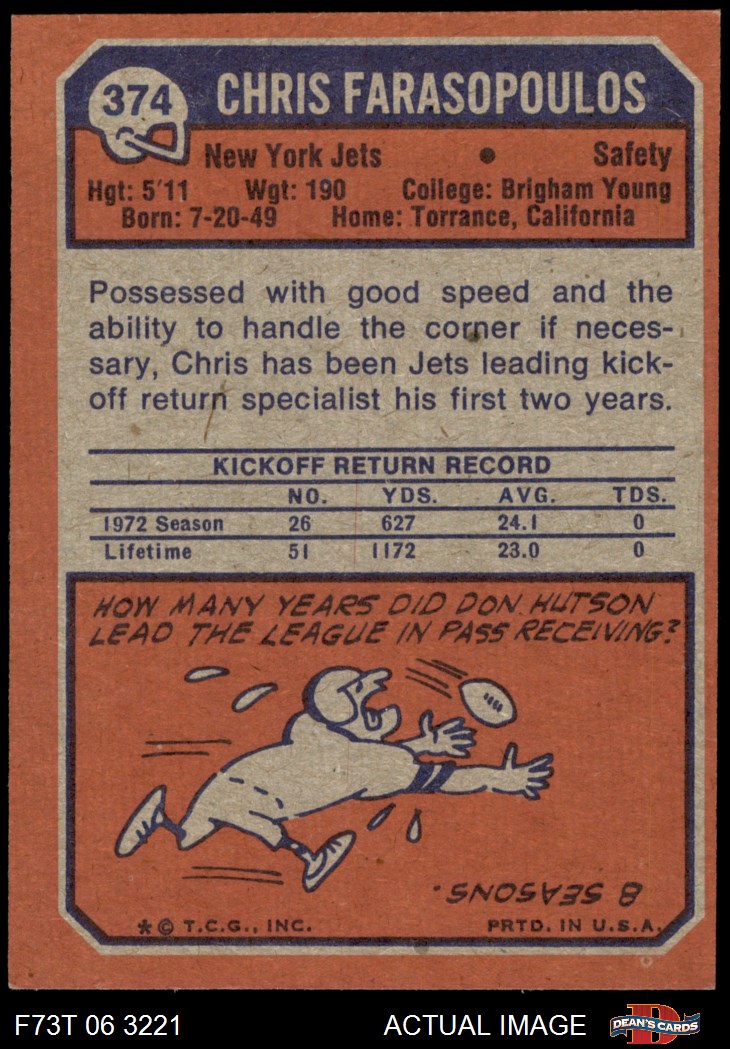 374
CHRIS FARASOPOULOS
New York Jets • Safety
Hgt: 5'11 Wgt: 190 College: Brigham Young
Born: 7-20-49 Home: Torrance, California
Possessed with good speed and the
ability to handle the corner if neces-
sary, Chris has been Jets leading kick-
off return specialist his first two years.
KICKOFF RETURN RECORD
NO. YDS. AVG. TDS.
1972 Season 26 627 24.1 0
Lifetime 51 1172 23.0 0
HOW MANY YEARS DID DON HUTSON
LEAD THE LEAGUE IN PASS RECEIVING?
8 SEASONS.
* © T.C.G., INC. PRTD. IN U.S.A.
F73T 06 3221 ACTUAL IMAGE
DEAN'S CARDS